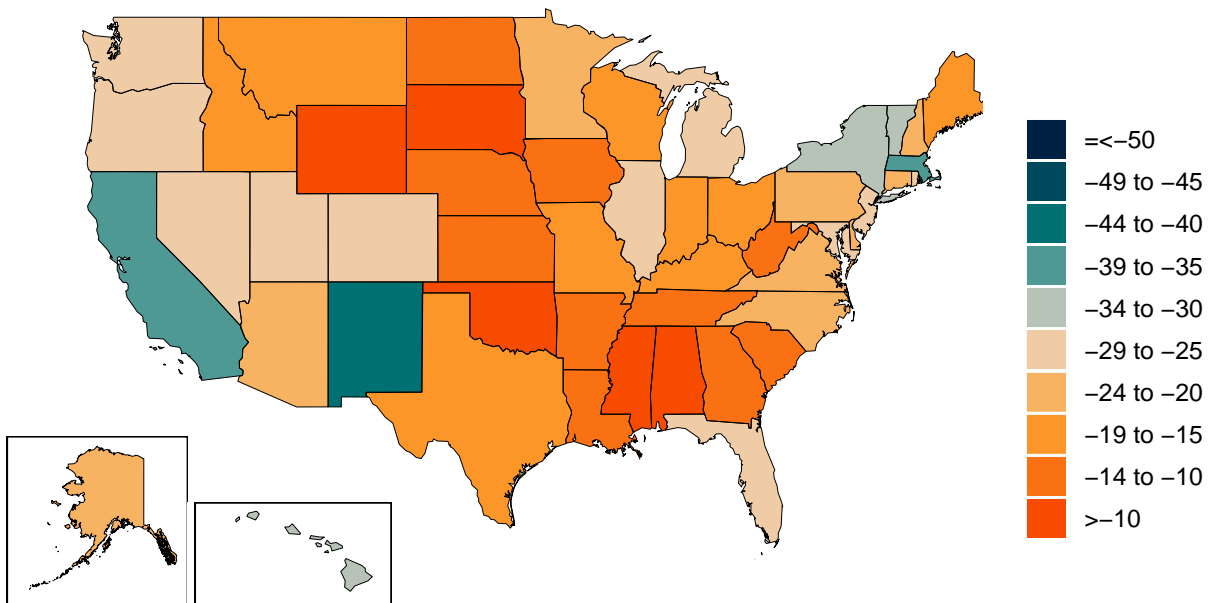 =<−50
−49 to −45
−44 to −40
−39 to −35
−34 to −30
−29 to −25
−24 to −20
−19 to −15
−14 to −10
>−10